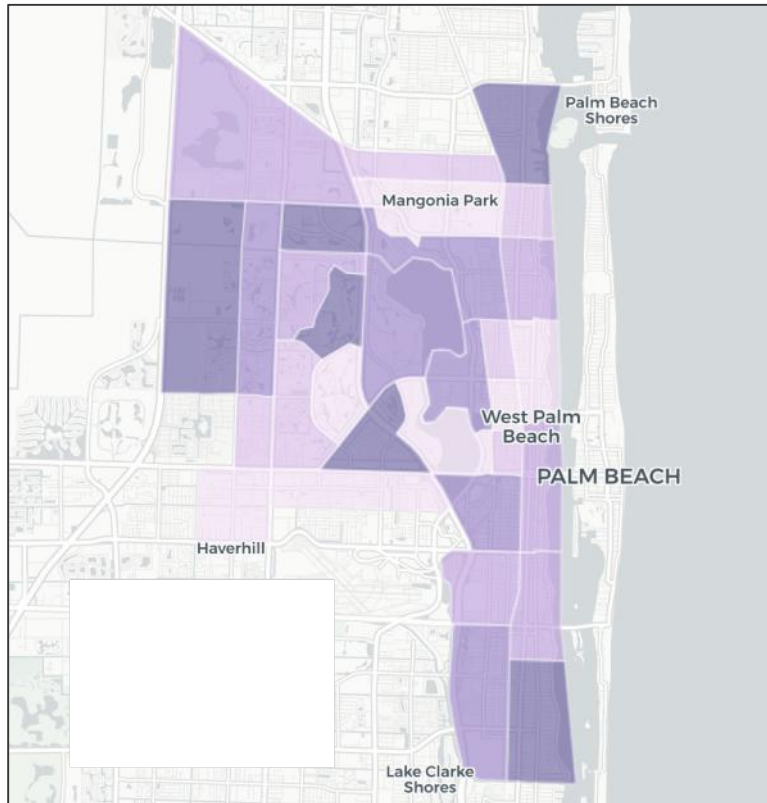 Palm Beach
Shores
Mangonia Park
West Palm
Beach
PALM BEACH
Haverhill
Lake Clarke
Shores